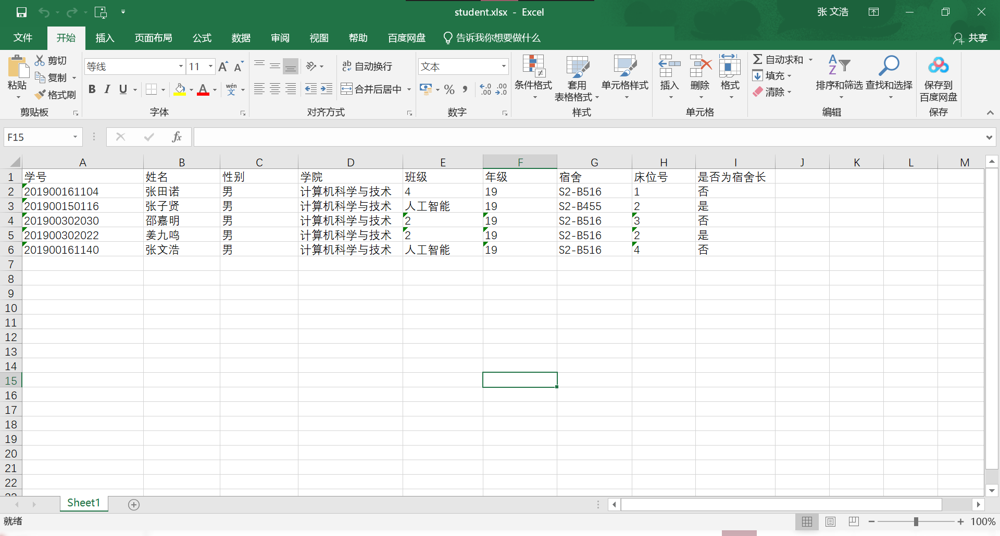 student.xlsx - Excel
张 文浩
文件 开始 插入 页面布局 公式 数据 审阅 视图 帮助 百度网盘 告诉我你想要做什么 共享
粘贴
剪切
复制
格式刷
剪贴板
等线 11 A A
B I U A wén 文
字体
ab c 自动换行
合并后居中
对齐方式
文本
% , .0 .00 .00 .0
数字
条件格式
套用
表格格式
单元格样式
样式
插入 删除 格式
单元格
Σ 自动求和
填充
清除
排序和筛选 查找和选择
编辑
保存到
百度网盘
保存
F15 fx
A B C D E F G H I J K L M
1 学号 姓名 性别 学院 班级 年级 宿舍 床位号 是否为宿舍长
2 201900161104 张田诺 男 计算机科学与技术 4 19 S2-B516 1 否
3 201900150116 张子贤 男 计算机科学与技术 人工智能 19 S2-B455 2 是
4 201900302030 邵嘉明 男 计算机科学与技术 2 19 S2-B516 3 否
5 201900302022 姜九鸣 男 计算机科学与技术 2 19 S2-B516 2 是
6 201900161140 张文浩 男 计算机科学与技术 人工智能 19 S2-B516 4 否
7
8
9
10
11
12
13
14
15
16
17
18
19
20
21
22
Sheet1
就绪 100%